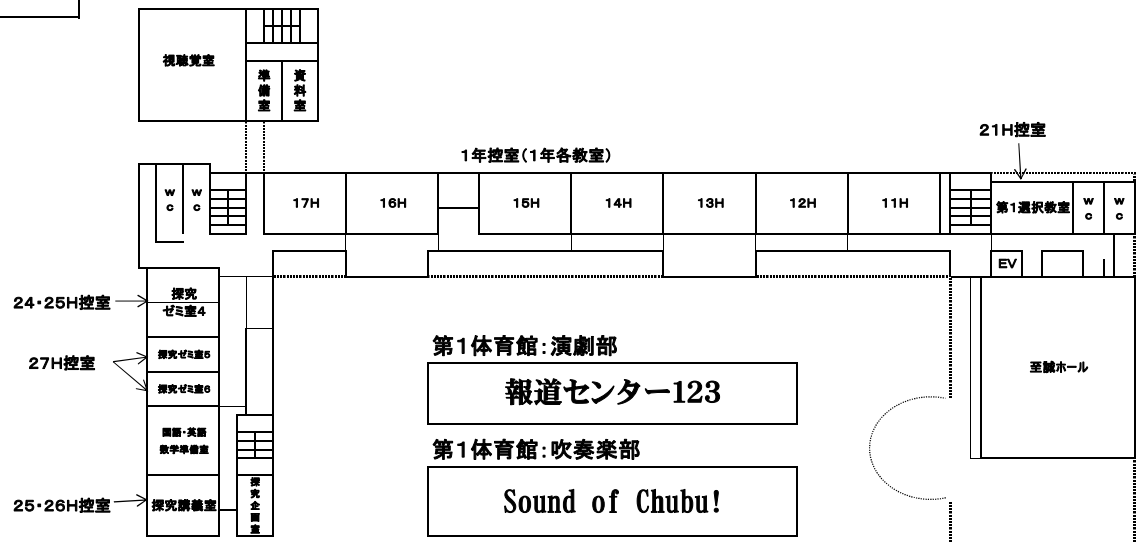 視聴覚室
準備室
資料室
21H控室
1年控室(1年各教室)
WC
WC
17H
16H
15H
14H
13H
12H
11H
第1選択教室
WC
WC
EV
24・25H控室
探究
ゼミ室4
27H控室
探究ゼミ室5
探究ゼミ室6
国語・英語
数学準備室
25・26H控室
探究講義室
探究企画室
第1体育館:演劇部
報道センター123
第1体育館:吹奏楽部
Sound of Chubu!
至誠ホール